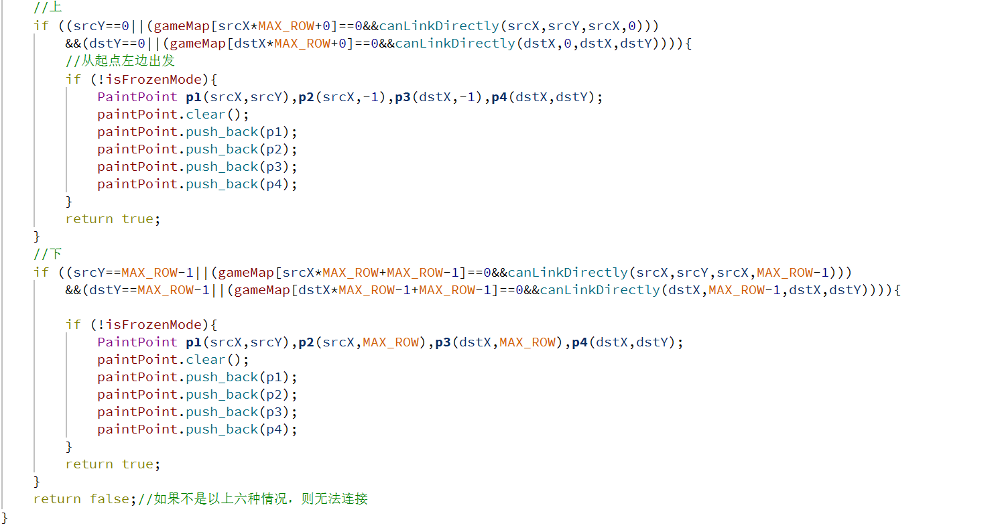 //上
if ((srcY==0||(gameMap[srcX*MAX_ROW+0]==0&&canLinkDirectly(srcX,srcY,srcX,0)))
&&(dstY==0||(gameMap[dstX*MAX_ROW+0]==0&&canLinkDirectly(dstX,0,dstX,dstY)))){
//从起点左边出发
if (!isFrozenMode){
PaintPoint p1(srcX,srcY),p2(srcX,-1),p3(dstX,-1),p4(dstX,dstY);
paintPoint.clear();
paintPoint.push_back(p1);
paintPoint.push_back(p2);
paintPoint.push_back(p3);
paintPoint.push_back(p4);
}
return true;
}
//下
if ((srcY==MAX_ROW-1||(gameMap[srcX*MAX_ROW+MAX_ROW-1]==0&&canLinkDirectly(srcX,srcY,srcX,MAX_ROW-1)))
&&(dstY==MAX_ROW-1||(gameMap[dstX*MAX_ROW-1+MAX_ROW-1]==0&&canLinkDirectly(dstX,MAX_ROW-1,dstX,dstY)))){
if (!isFrozenMode){
PaintPoint p1(srcX,srcY),p2(srcX,MAX_ROW),p3(dstX,MAX_ROW),p4(dstX,dstY);
paintPoint.clear();
paintPoint.push_back(p1);
paintPoint.push_back(p2);
paintPoint.push_back(p3);
paintPoint.push_back(p4);
}
return true;
}
return false;//如果不是以上六种情况，则无法连接
}